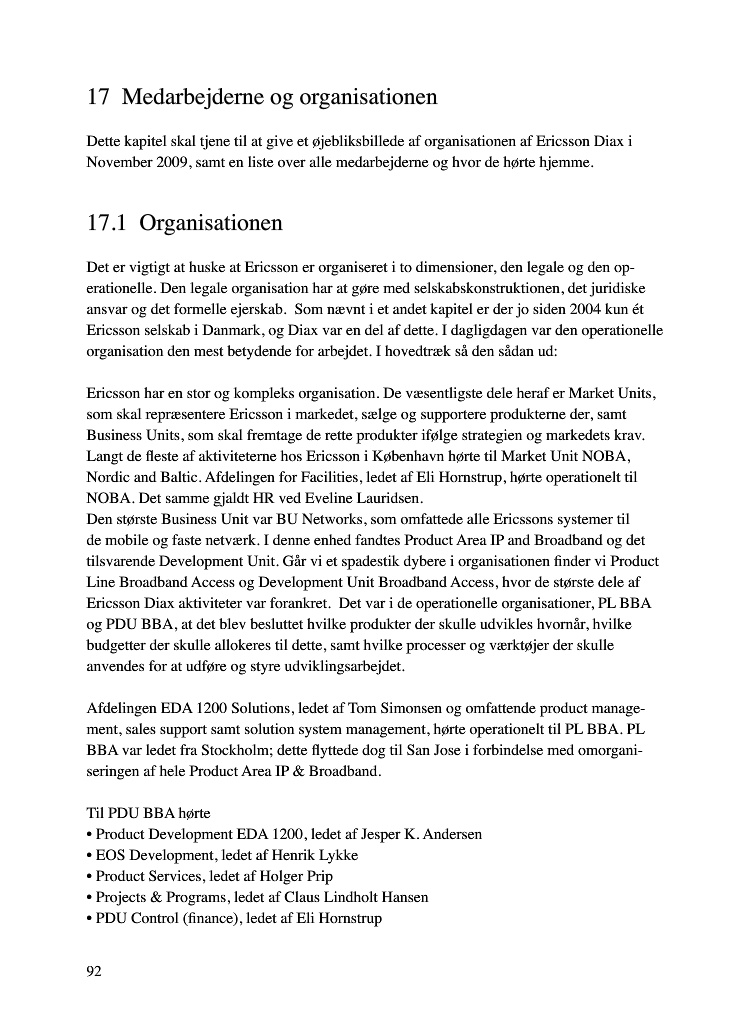 17 Medarbejderne og organisationen
Dette kapitel skal tjene til at give et øjebliksbillede af organisationen af Ericsson Diax i
November 2009, samt en liste over alle medarbejderne og hvor de hørte hjemme.
17.1 Organisationen
Det er vigtigt at huske at Ericsson er organiseret i to dimensioner, den legale og den op-
erationelle. Den legale organisation har at gøre med selskabskonstruktionen, det juridiske
ansvar og det formelle ejerskab. Som nævnt i et andet kapitel er der jo siden 2004 kun ét
Ericsson selskab i Danmark, og Diax var en del af dette. I dagligdagen var den operationelle
organisation den mest betydende for arbejdet. I hovedtræk så den sådan ud:
Ericsson har en stor og kompleks organisation. De væsentligste dele heraf er Market Units,
som skal repræsentere Ericsson i markedet, sælge og supportere produkterne der, samt
Business Units, som skal fremtage de rette produkter ifølge strategien og markedets krav.
Langt de fleste af aktiviteterne hos Ericsson i København hørte til Market Unit NOBA,
Nordic and Baltic. Afdelingen for Facilities, ledet af Eli Hornstrup, hørte operationelt til
NOBA. Det samme gjaldt HR ved Eveline Lauridsen.
Den største Business Unit var BU Networks, som omfattede alle Ericssons systemer til
de mobile og faste netværk. I denne enhed fandtes Product Area IP and Broadband og det
tilsvarende Development Unit. Går vi et spadestik dybere i organisationen finder vi Product
Line Broadband Access og Development Unit Broadband Access, hvor de største dele af
Ericsson Diax aktiviteter var forankret. Det var i de operationelle organisationer, PL BBA
og PDU BBA, at det blev besluttet hvilke produkter der skulle udvikles hvornår, hvilke
budgetter der skulle allokeres til dette, samt hvilke processer og værktøjer der skulle
anvendes for at udføre og styre udviklingsarbejdet.
Afdelingen EDA 1200 Solutions, ledet af Tom Simonsen og omfattende product manage-
ment, sales support samt solution system management, hørte operationelt til PL BBA. PL
BBA var ledet fra Stockholm; dette flyttede dog til San Jose i forbindelse med omorgani-
seringen af hele Product Area IP & Broadband.
Til PDU BBA hørte
• Product Development EDA 1200, ledet af Jesper K. Andersen
• EOS Development, ledet af Henrik Lykke
• Product Services, ledet af Holger Prip
• Projects & Programs, ledet af Claus Lindholt Hansen
• PDU Control (finance), ledet af Eli Hornstrup
92